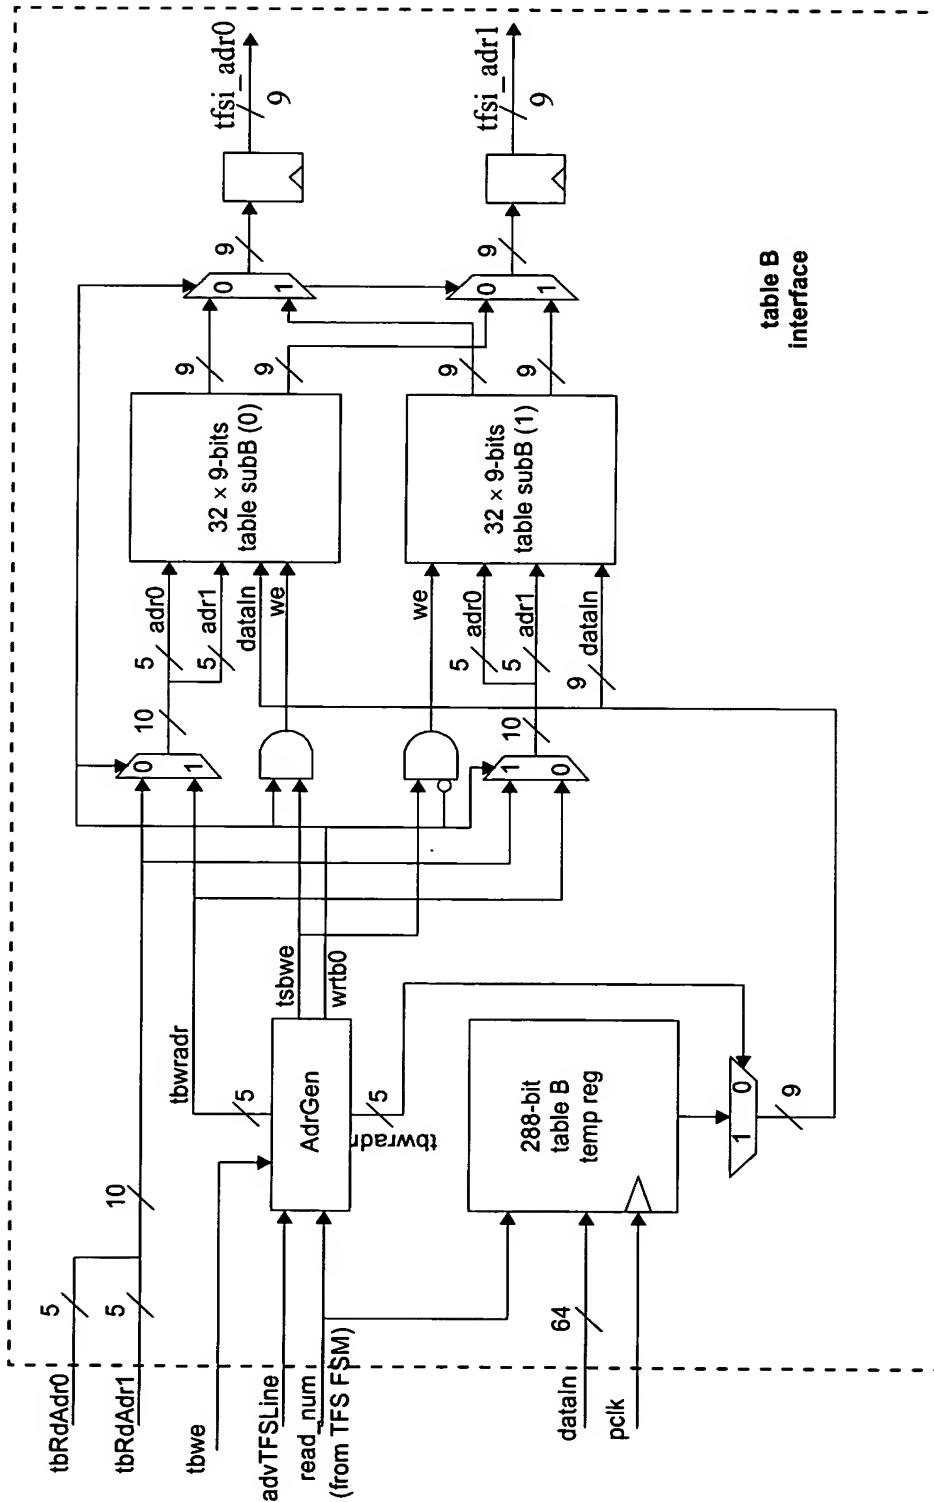 tbRdAdr0
5
tbRdAdr1
5
10
tbwe
advTFSLine
read_num
(from TFS FSM)
dataIn
64
pclk
tbwradr
5
AdrGen
tbwradr
5
tsbwe
wrtb0
288-bit
table B
temp reg
1
0
9
0
1
10
5
adr0
5
adr1
dataIn
we
32 × 9-bits
table subB (0)
9
9
0
1
9
tfsi_adr0
9
1
0
10
we
5
adr0
5
adr1
9
dataIn
32 × 9-bits
table subB (1)
9
9
0
1
9
tfsi_adr1
9
table B
interface